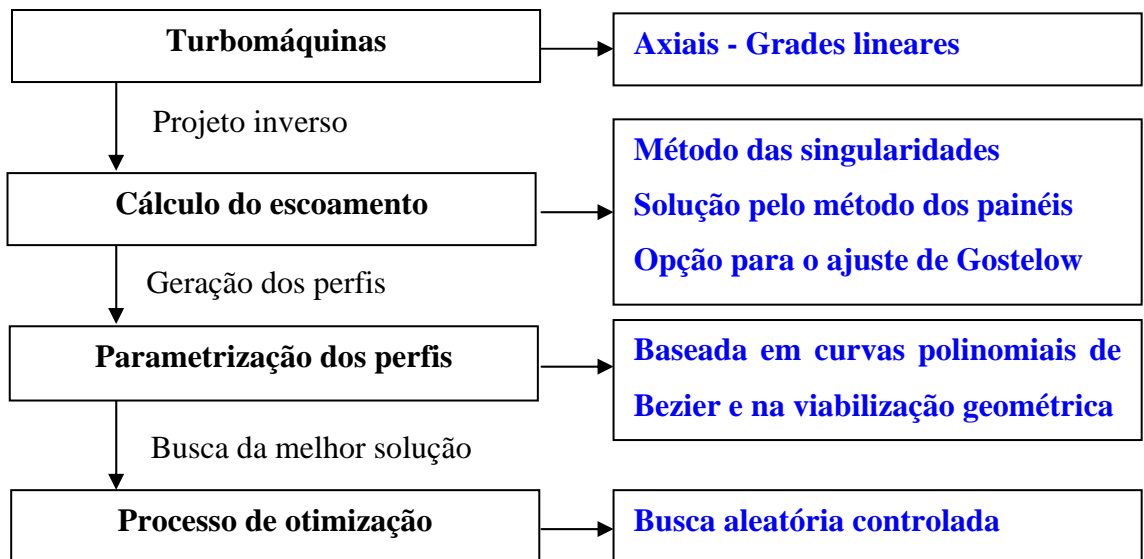 Turbomáquinas
Axiais - Grades lineares
Projeto inverso
Cálculo do escoamento
Método das singularidades
Solução pelo método dos painéis
Opção para o ajuste de Gostelow
Geração dos perfis
Parametrização dos perfis
Baseada em curvas polinomiais de
Bezier e na viabilização geométrica
Busca da melhor solução
Processo de otimização
Busca aleatória controlada